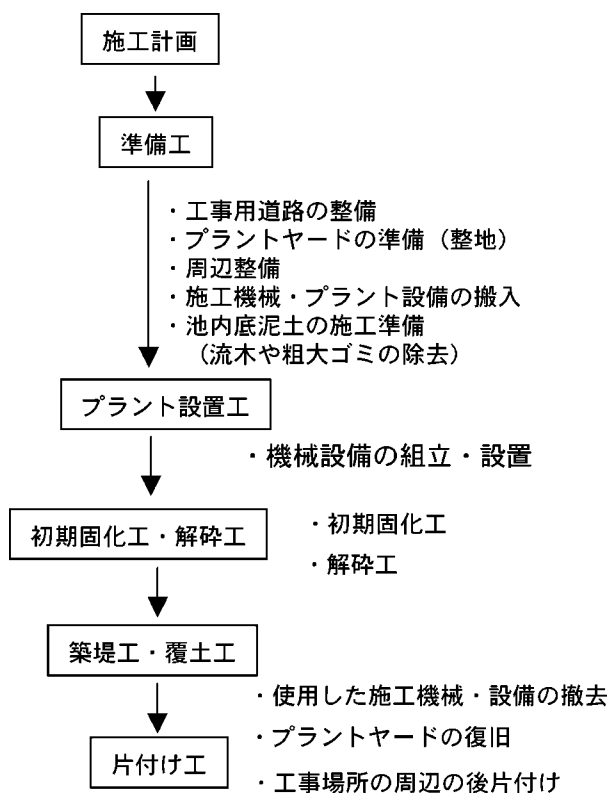 施工計画
準備工
・工事用道路の整備
・プラントヤードの準備（整地）
・周辺整備
・施工機械・プラント設備の搬入
・池内底泥土の施工準備
（流木や粗大ゴミの除去）
プラント設置工
・機械設備の組立・設置
初期固化工・解砕工
・初期固化工
・解砕工
築堤工・覆土工
・使用した施工機械・設備の撤去
・プラントヤードの復旧
片付け工
・工事場所の周辺の後片付け